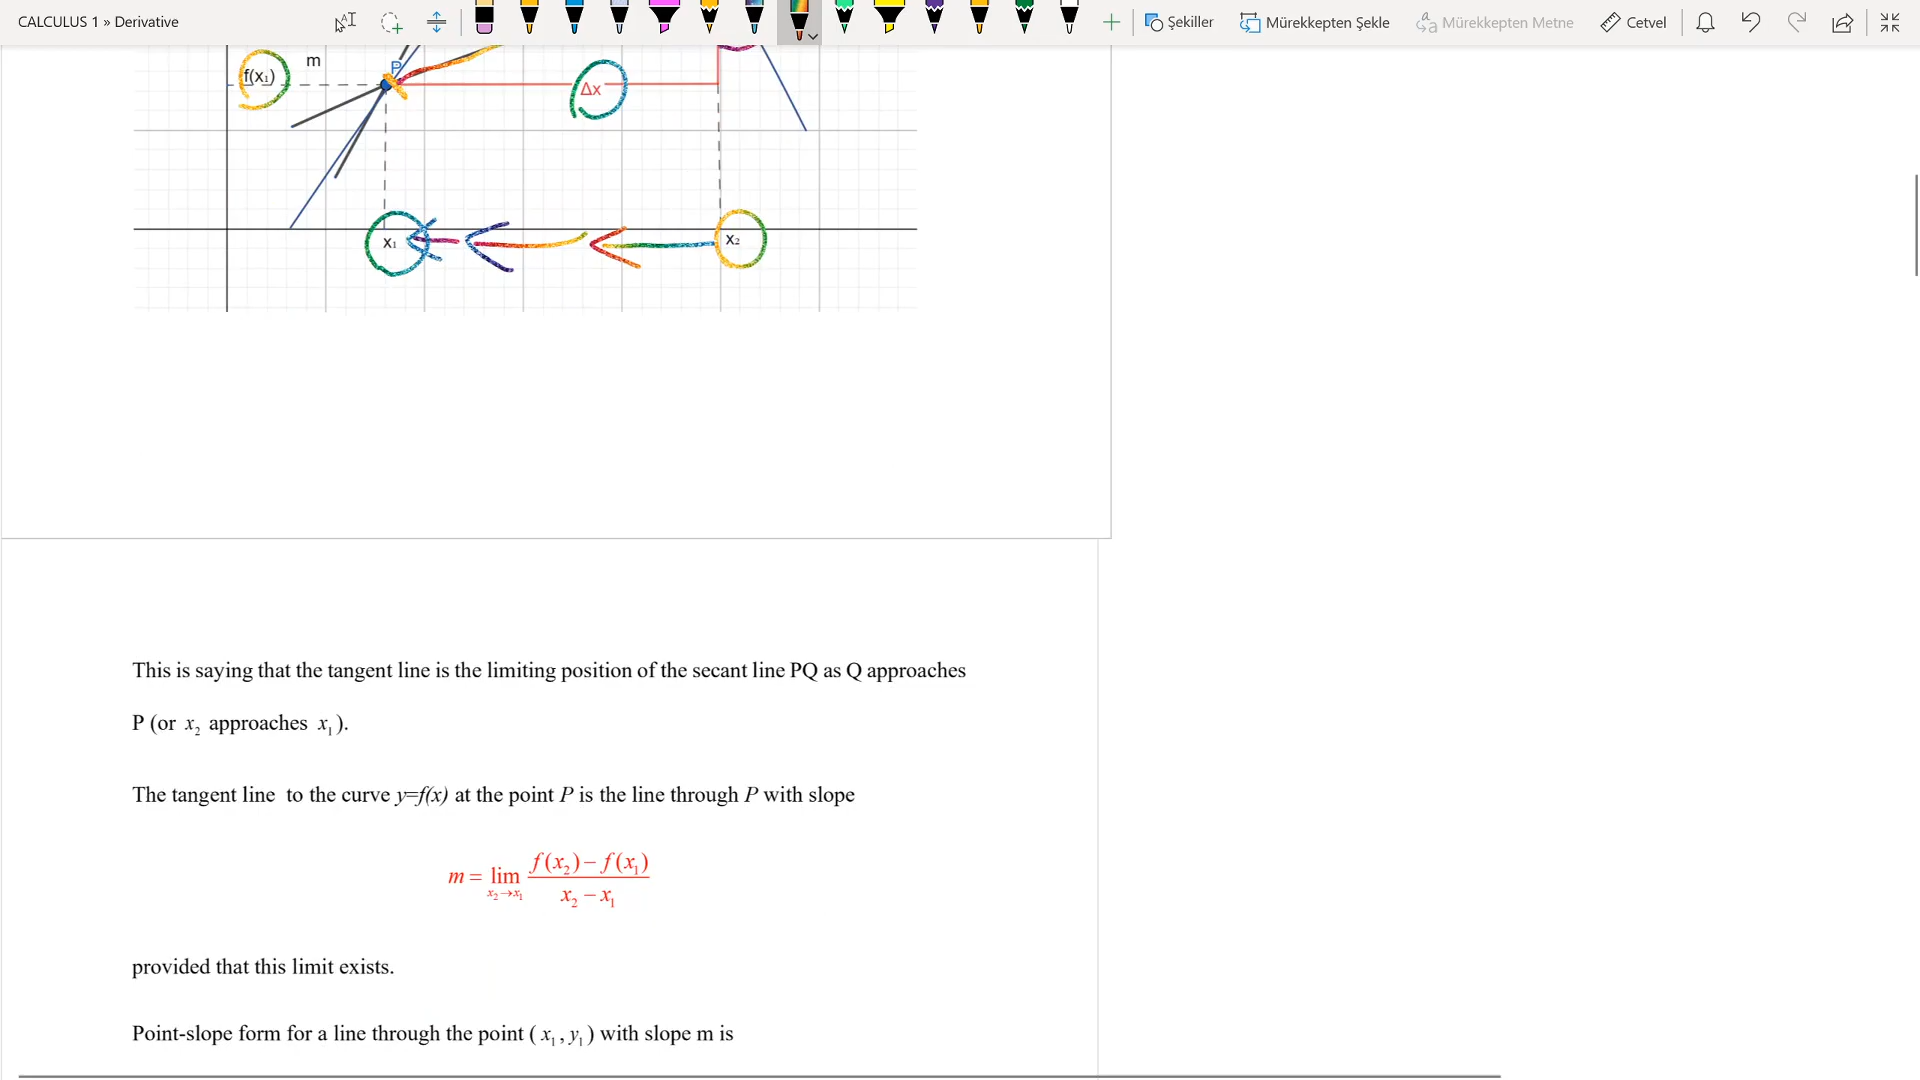 CALCULUS 1 » Derivative
Şekiller
Mürekkepten Şekle
Mürekkepten Metne
Cetvel
f(x₁)
m
P
Δx
x₁
x₂
This is saying that the tangent line is the limiting position of the secant line PQ as Q approaches
P (or x₂ approaches x₁).
The tangent line to the curve y=f(x) at the point P is the line through P with slope
m = lim x₂→x₁ (f(x₂) − f(x₁)) / (x₂ − x₁)
provided that this limit exists.
Point-slope form for a line through the point ( x₁ , y₁ ) with slope m is